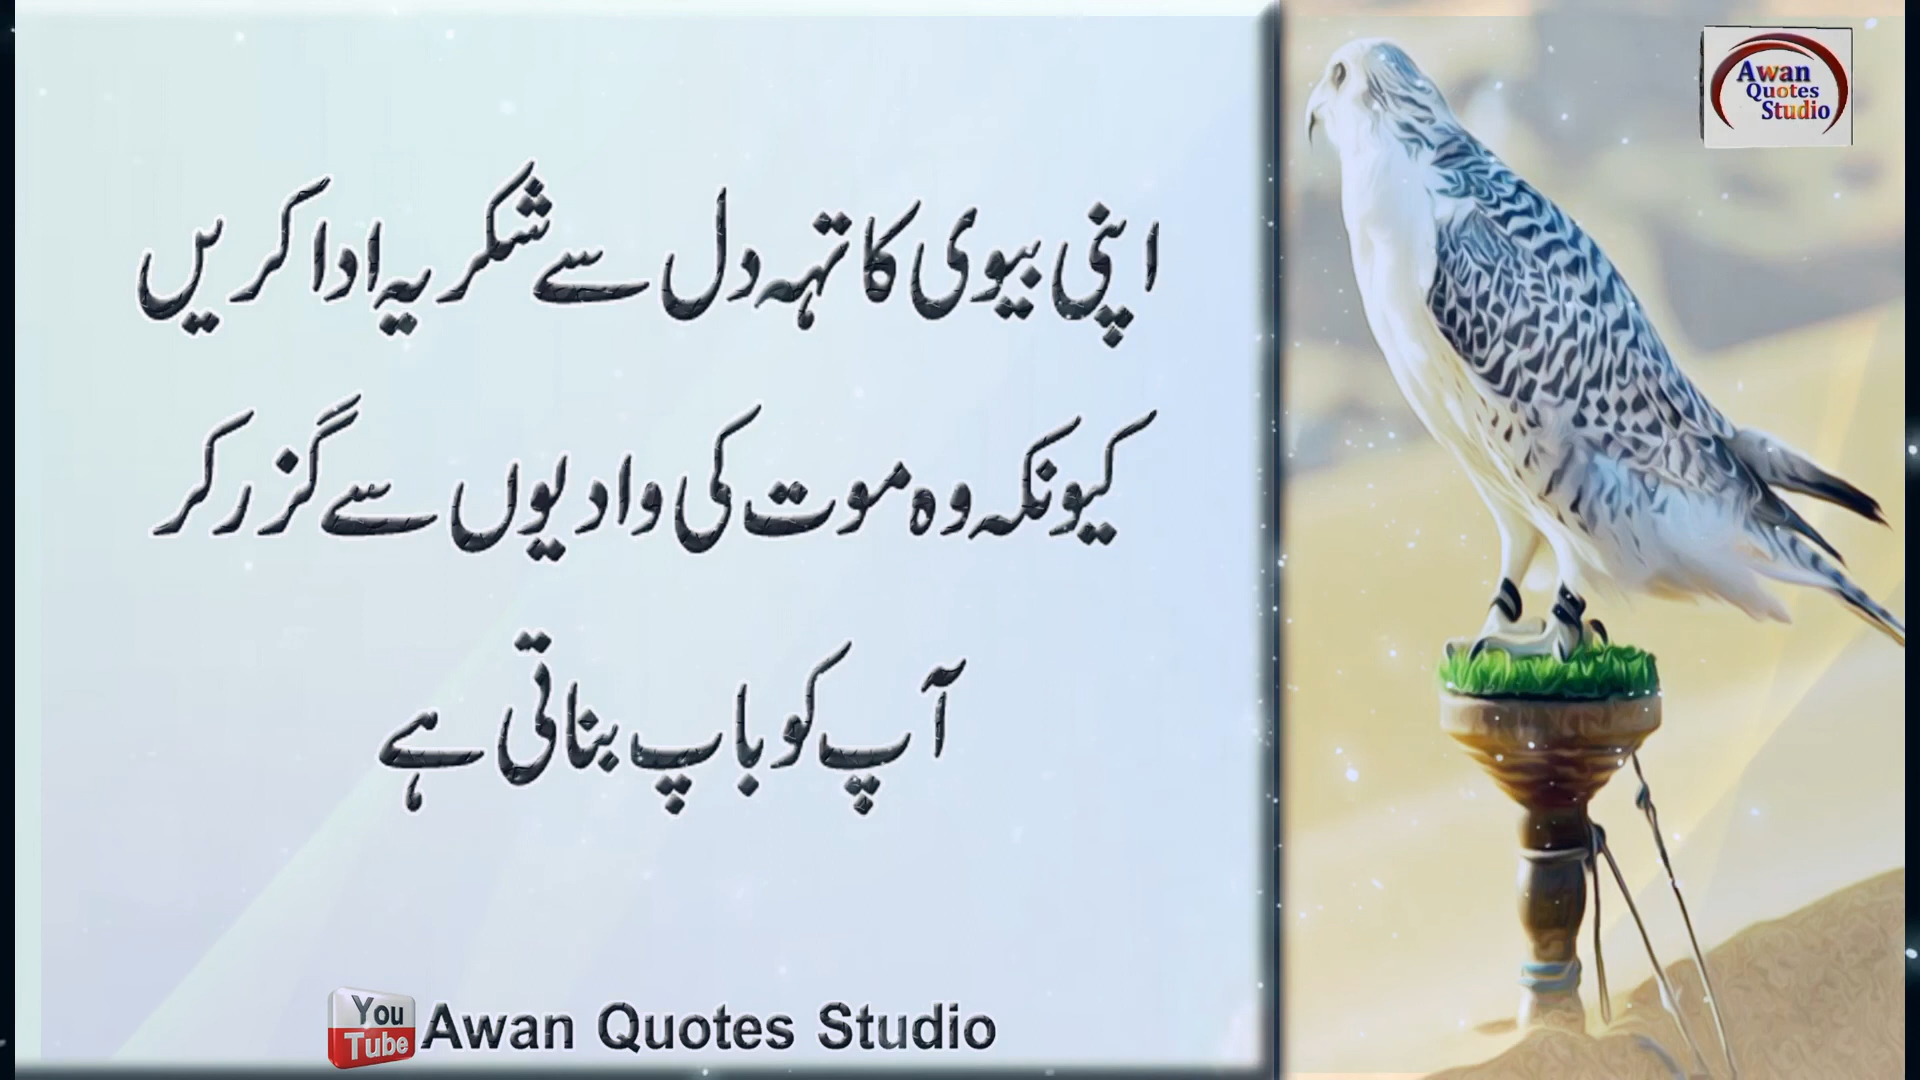 اپنی بیوی کا تہہ دل سے شکریہ ادا کریں
کیونکہ وہ موت کی وادیوں سے گزر کر
آپ کو باپ بناتی ہے
You
Tube
Awan Quotes Studio
Awan
Quotes
Studio